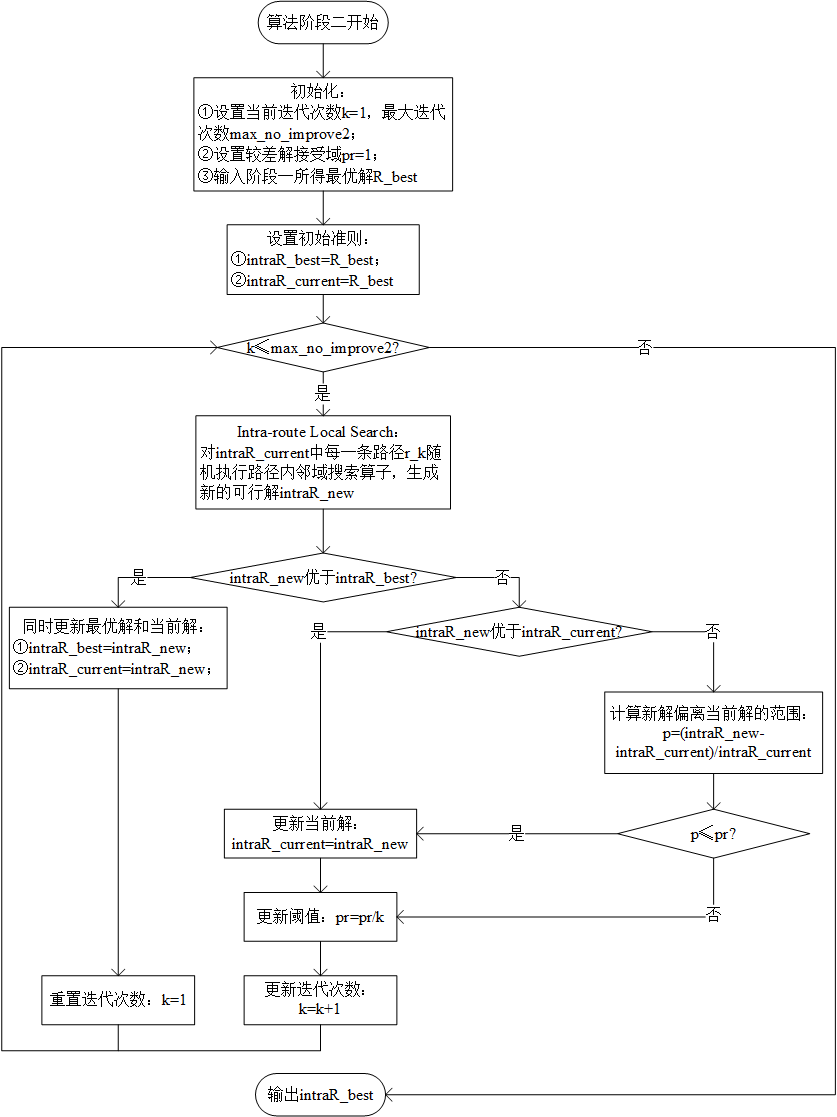 算法阶段二开始
初始化：
①设置当前迭代次数k=1，最大迭代
次数max_no_improve2；
②设置较差解接受域pr=1；
③输入阶段一所得最优解R_best
设置初始准则：
①intraR_best=R_best；
②intraR_current=R_best
k≤max_no_improve2?
否
是
Intra-route Local Search：
对intraR_current中每一条路径r_k随
机执行路径内邻域搜索算子，生成
新的可行解intraR_new
intraR_new优于intraR_best?
是
否
同时更新最优解和当前解：
①intraR_best=intraR_new；
②intraR_current=intraR_new；
intraR_new优于intraR_current?
是
否
计算新解偏离当前解的范围：
p=(intraR_new-
intraR_current)/intraR_current
更新当前解：
intraR_current=intraR_new
是
p≤pr?
更新阈值：pr=pr/k
否
重置迭代次数：k=1
更新迭代次数：
k=k+1
输出intraR_best